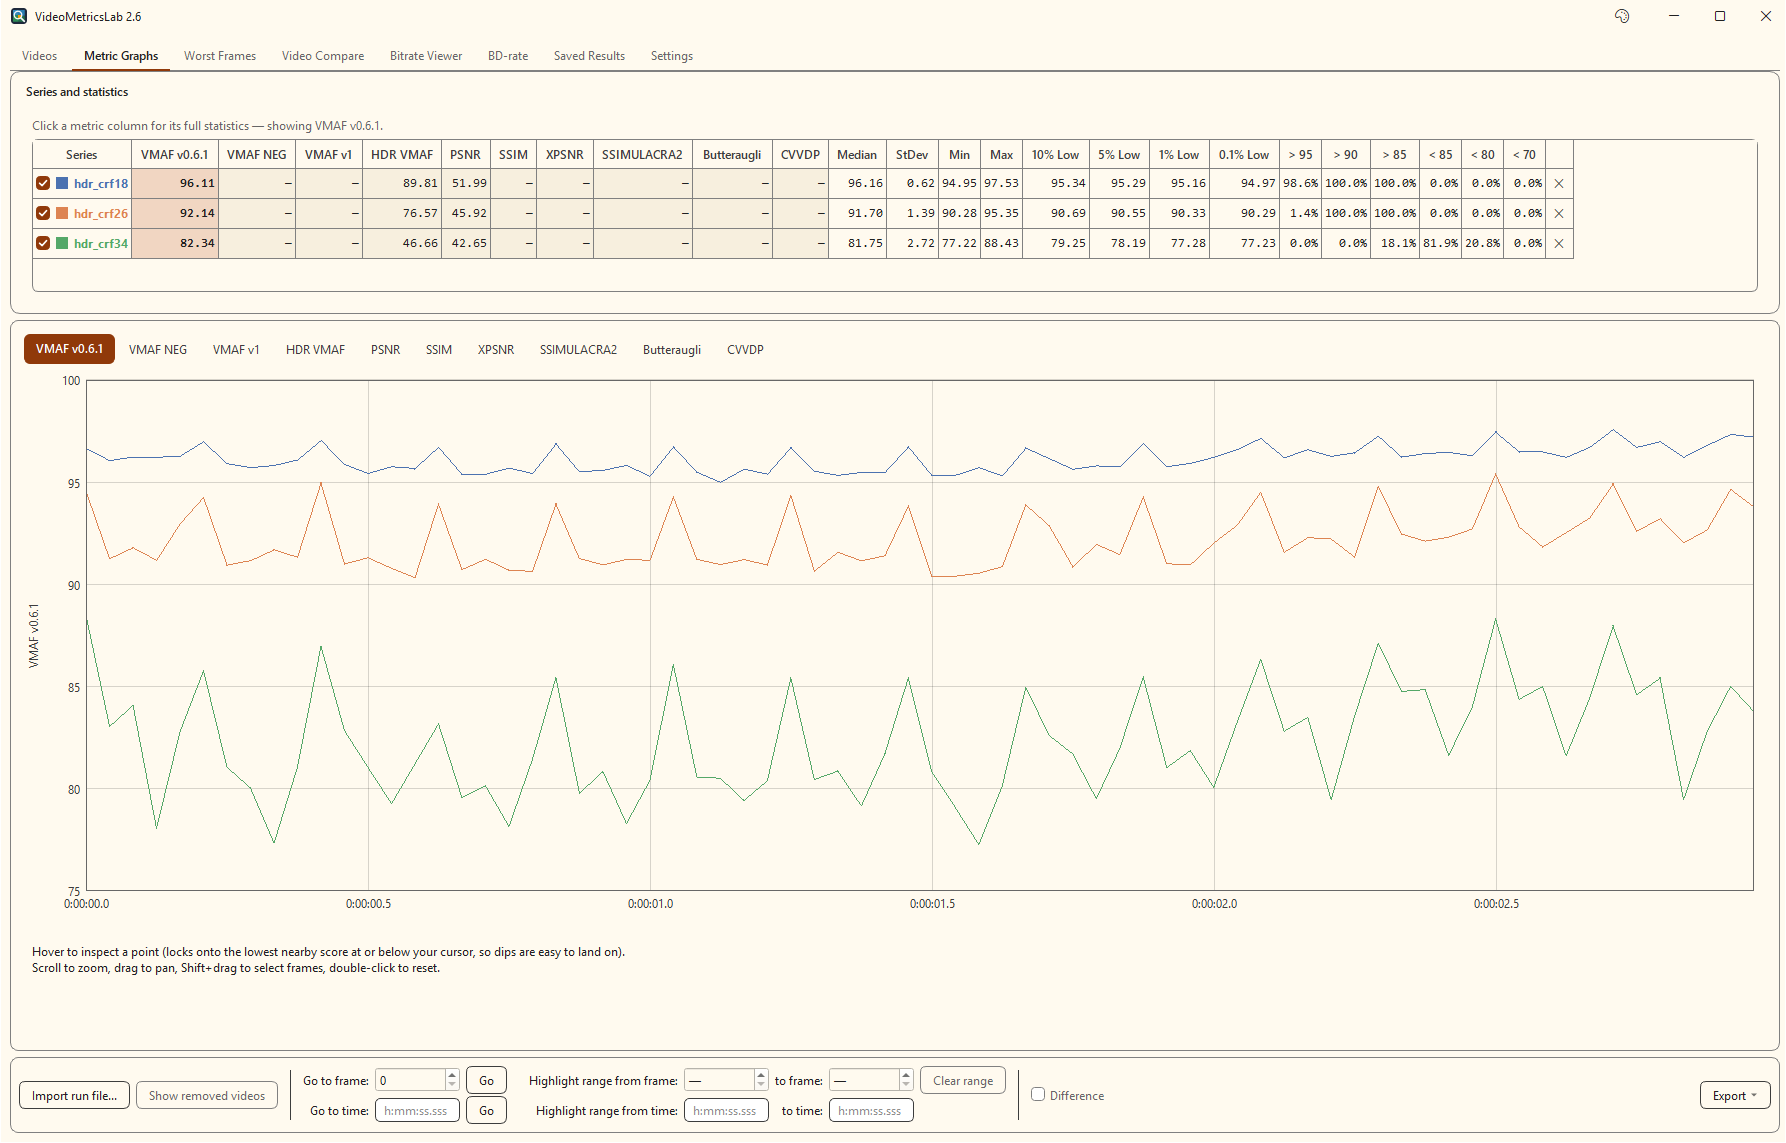 VideoMetricsLab 2.6
Videos Metric Graphs Worst Frames Video Compare Bitrate Viewer BD-rate Saved Results Settings
Series and statistics
Click a metric column for its full statistics — showing VMAF v0.6.1.
Series VMAF v0.6.1 VMAF NEG VMAF v1 HDR VMAF PSNR SSIM XPSNR SSIMULACRA2 Butteraugli CVVDP Median StDev Min Max 10% Low 5% Low 1% Low 0.1% Low > 95 > 90 > 85 < 85 < 80 < 70
hdr_crf18 96.11 — — 89.81 51.99 — — — — — 96.16 0.62 94.95 97.53 95.34 95.29 95.16 94.97 98.6% 100.0% 100.0% 0.0% 0.0% 0.0%
hdr_crf26 92.14 — — 76.57 45.92 — — — — — 91.70 1.39 90.28 95.35 90.69 90.55 90.33 90.29 1.4% 100.0% 100.0% 0.0% 0.0% 0.0%
hdr_crf34 82.34 — — 46.66 42.65 — — — — — 81.75 2.72 77.22 88.43 79.25 78.19 77.28 77.23 0.0% 0.0% 18.1% 81.9% 20.8% 0.0%
VMAF v0.6.1 VMAF NEG VMAF v1 HDR VMAF PSNR SSIM XPSNR SSIMULACRA2 Butteraugli CVVDP
100
95
90
VMAF v0.6.1
85
80
75
0:00:00.0 0:00:00.5 0:00:01.0 0:00:01.5 0:00:02.0 0:00:02.5
Hover to inspect a point (locks onto the lowest nearby score at or below your cursor, so dips are easy to land on).
Scroll to zoom, drag to pan, Shift+drag to select frames, double-click to reset.
Import run file... Show removed videos
Go to frame: 0 Go Highlight range from frame: — to frame: — Clear range
Go to time: h:mm:ss.sss Go Highlight range from time: h:mm:ss.sss to time: h:mm:ss.sss
Difference
Export